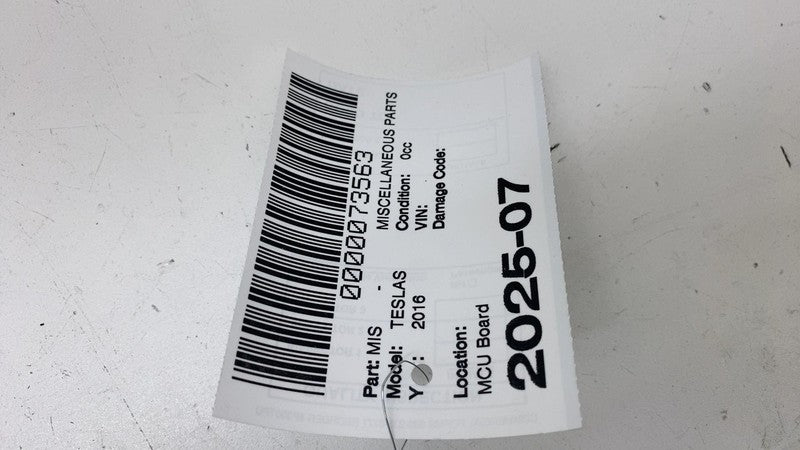 0000073563
Part: MIS - MISCELLANEOUS PARTS
Model: TESLAS Condition: 0cc
Y : 2016 VIN:
Damage Code:
Location:
MCU Board
2025-07